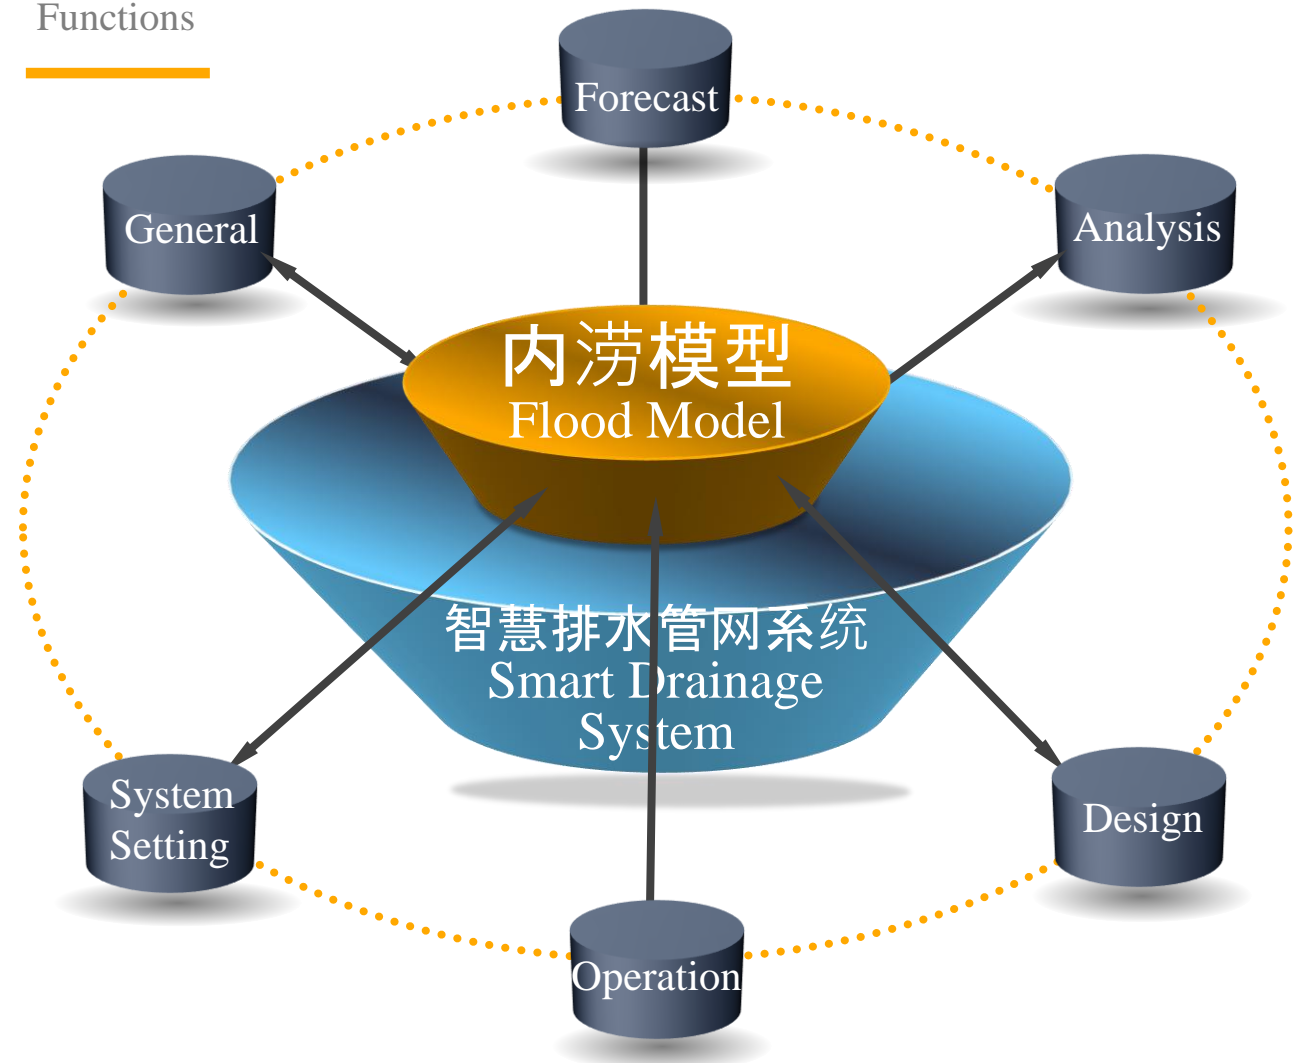 Functions
Forecast
General
Analysis
内涝模型
Flood Model
智慧排水管网系统
Smart Drainage
System
System
Setting
Design
Operation